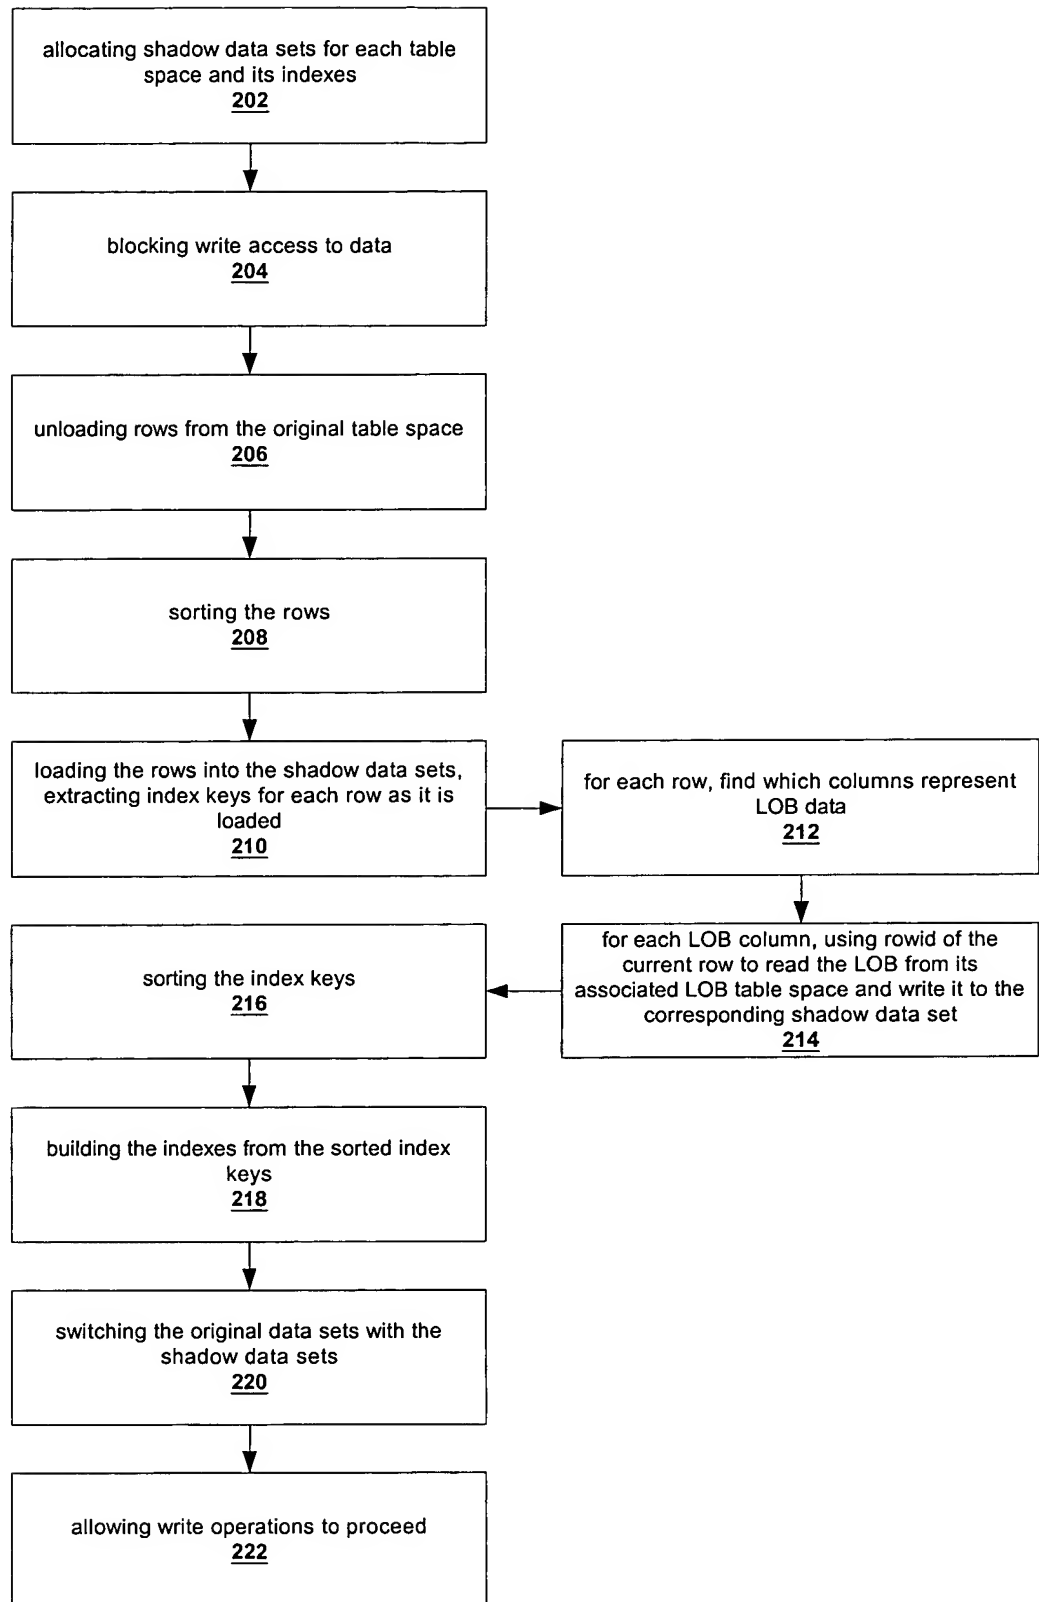 allocating shadow data sets for each table
space and its indexes
202
blocking write access to data
204
unloading rows from the original table space
206
sorting the rows
208
loading the rows into the shadow data sets,
extracting index keys for each row as it is
loaded
210
for each row, find which columns represent
LOB data
212
for each LOB column, using rowid of the
current row to read the LOB from its
associated LOB table space and write it to the
corresponding shadow data set
214
sorting the index keys
216
building the indexes from the sorted index
keys
218
switching the original data sets with the
shadow data sets
220
allowing write operations to proceed
222